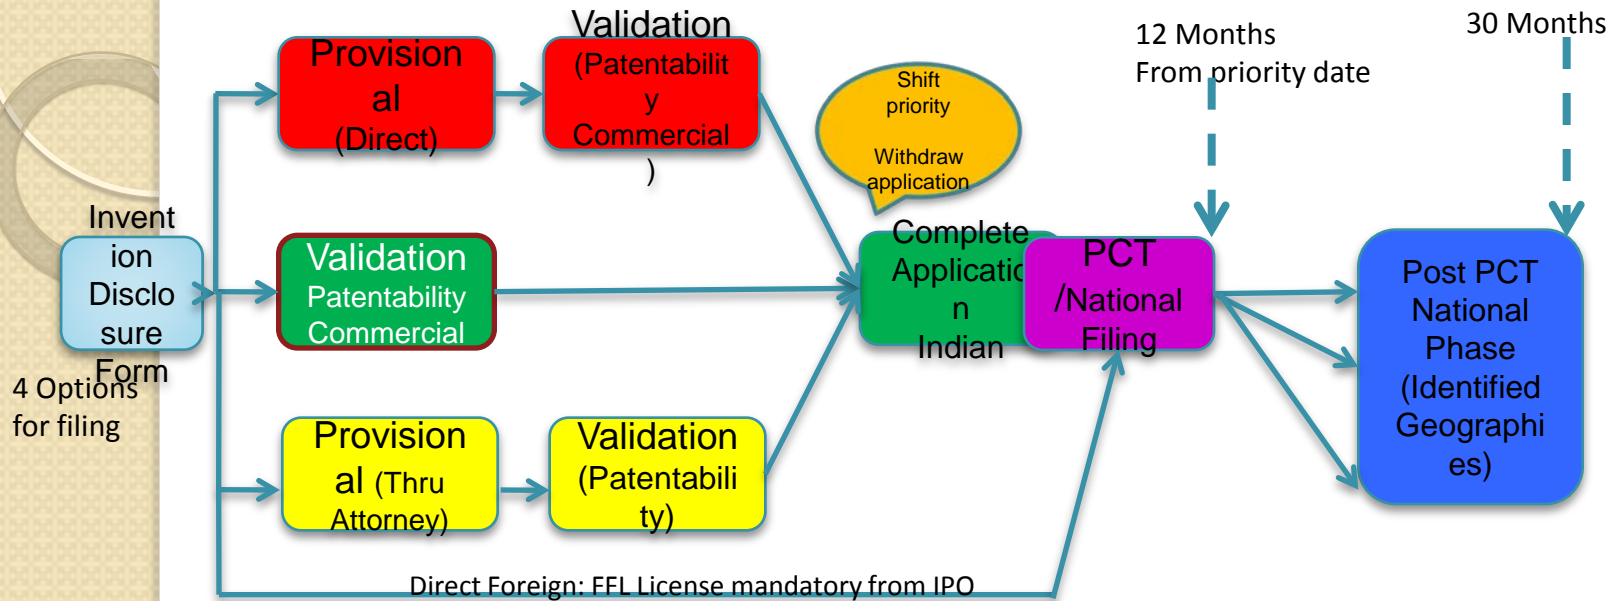 Provision
al
(Direct)
Validation
(Patentabilit
y
Commercial
)
Shift
priority
Withdraw
application
12 Months
From priority date
30 Months
Invent
ion
Disclo
sure
Form
4 Options
for filing
Validation
Patentability
Commercial
Complete
Applicatio
n
Indian
PCT
/National
Filing
Post PCT
National
Phase
(Identified
Geographi
es)
Provision
al (Thru
Attorney)
Validation
(Patentabili
ty)
Direct Foreign: FFL License mandatory from IPO